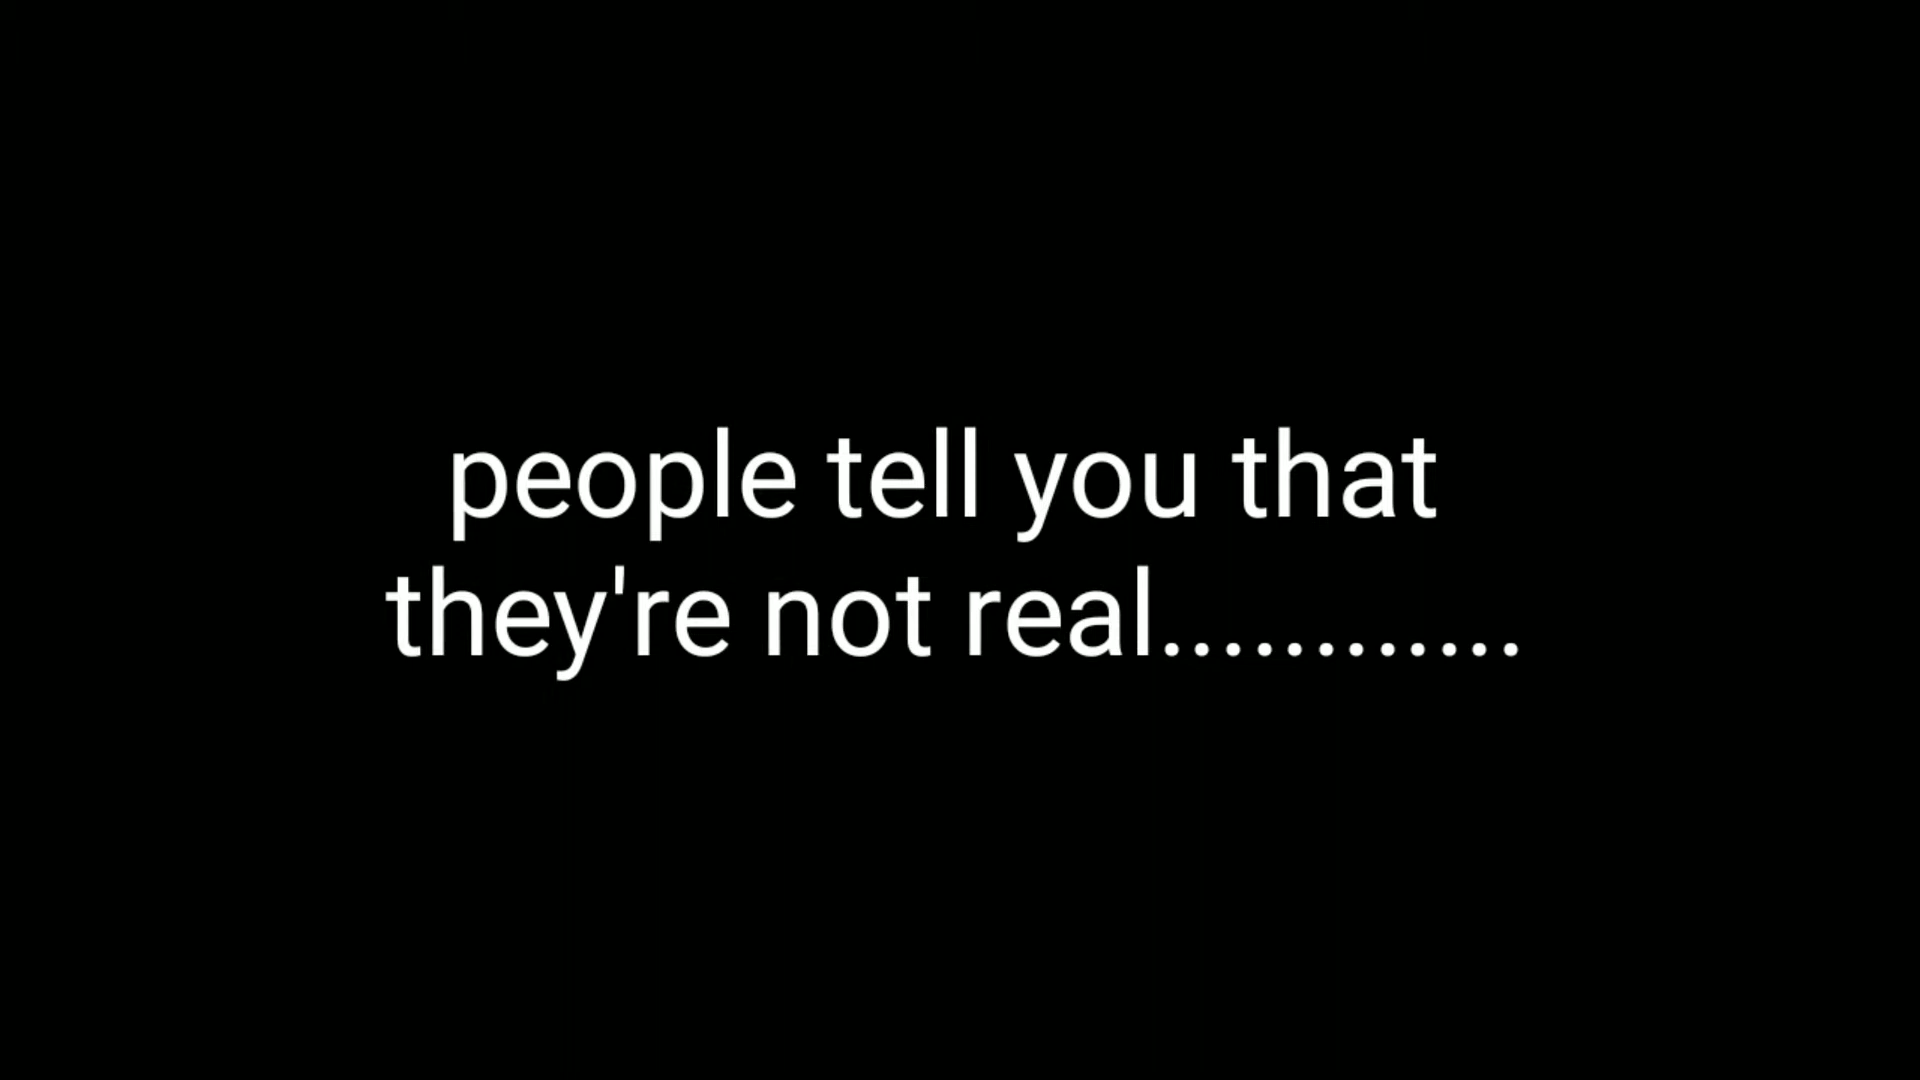 people tell you that
they're not real............